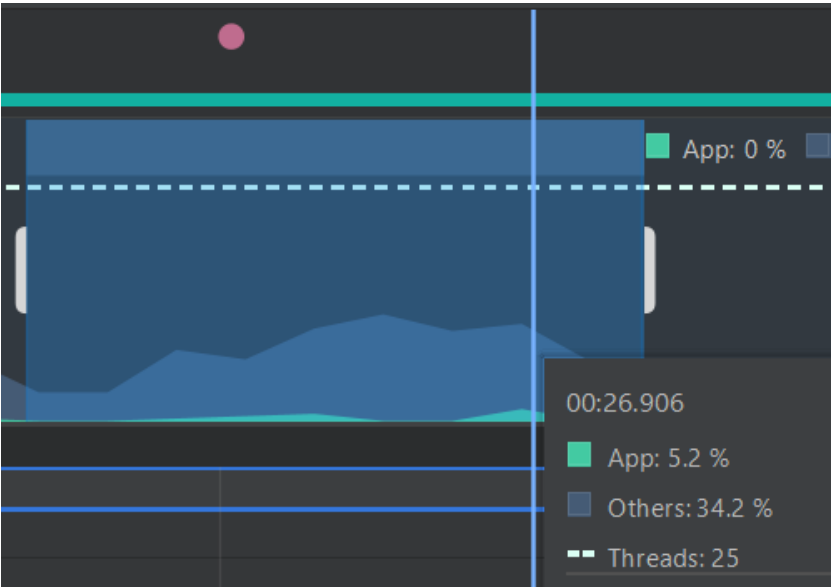 App: 0 %
00:26.906
App: 5.2 %
Others: 34.2 %
Threads: 25